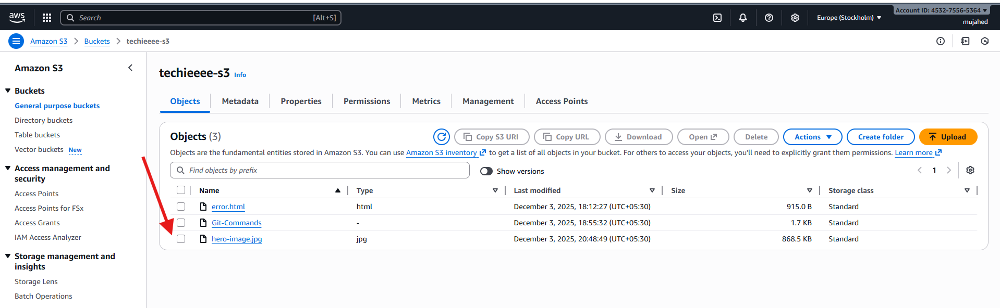 aws Search [Alt+S] Europe (Stockholm) Account ID: 4532-7556-5364
mujahed
Amazon S3 Buckets techieeee-s3
Amazon S3
Buckets
General purpose buckets
Directory buckets
Table buckets
Vector buckets New
Access management and
security
Access Points
Access Points for FSx
Access Grants
IAM Access Analyzer
Storage management and
insights
Storage Lens
Batch Operations
techieeee-s3 Info
Objects Metadata Properties Permissions Metrics Management Access Points
Objects (3) Copy S3 URI Copy URL Download Open Delete Actions Create folder Upload
Objects are the fundamental entities stored in Amazon S3. You can use Amazon S3 inventory to get a list of all objects in your bucket. For others to access your objects, you'll need to explicitly grant them permissions. Learn more
Find objects by prefix Show versions 1
Name Type Last modified Size Storage class
error.html html December 3, 2025, 18:12:27 (UTC+05:30) 915.0 B Standard
Git-Commands - December 3, 2025, 18:55:32 (UTC+05:30) 1.7 KB Standard
hero-image.jpg jpg December 3, 2025, 20:48:49 (UTC+05:30) 868.5 KB Standard